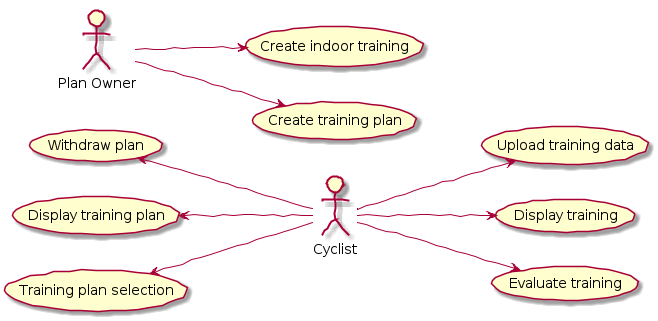 Create indoor training
Plan Owner
Create training plan
Withdraw plan
Upload training data
Display training plan
Display training
Cyclist
Training plan selection
Evaluate training